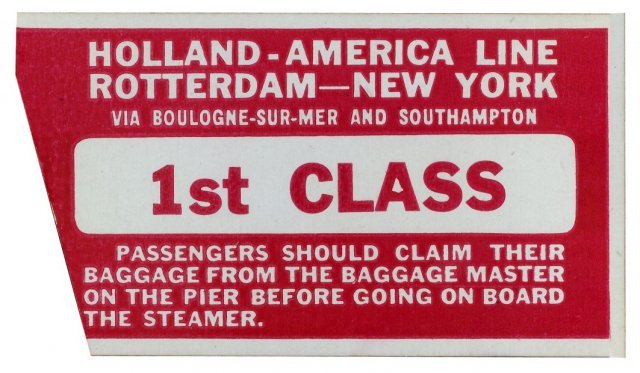 HOLLAND-AMERICA LINE
ROTTERDAM—NEW YORK
VIA BOULOGNE-SUR-MER AND SOUTHAMPTON
1st CLASS
PASSENGERS SHOULD CLAIM THEIR
BAGGAGE FROM THE BAGGAGE MASTER
ON THE PIER BEFORE GOING ON BOARD
THE STEAMER.